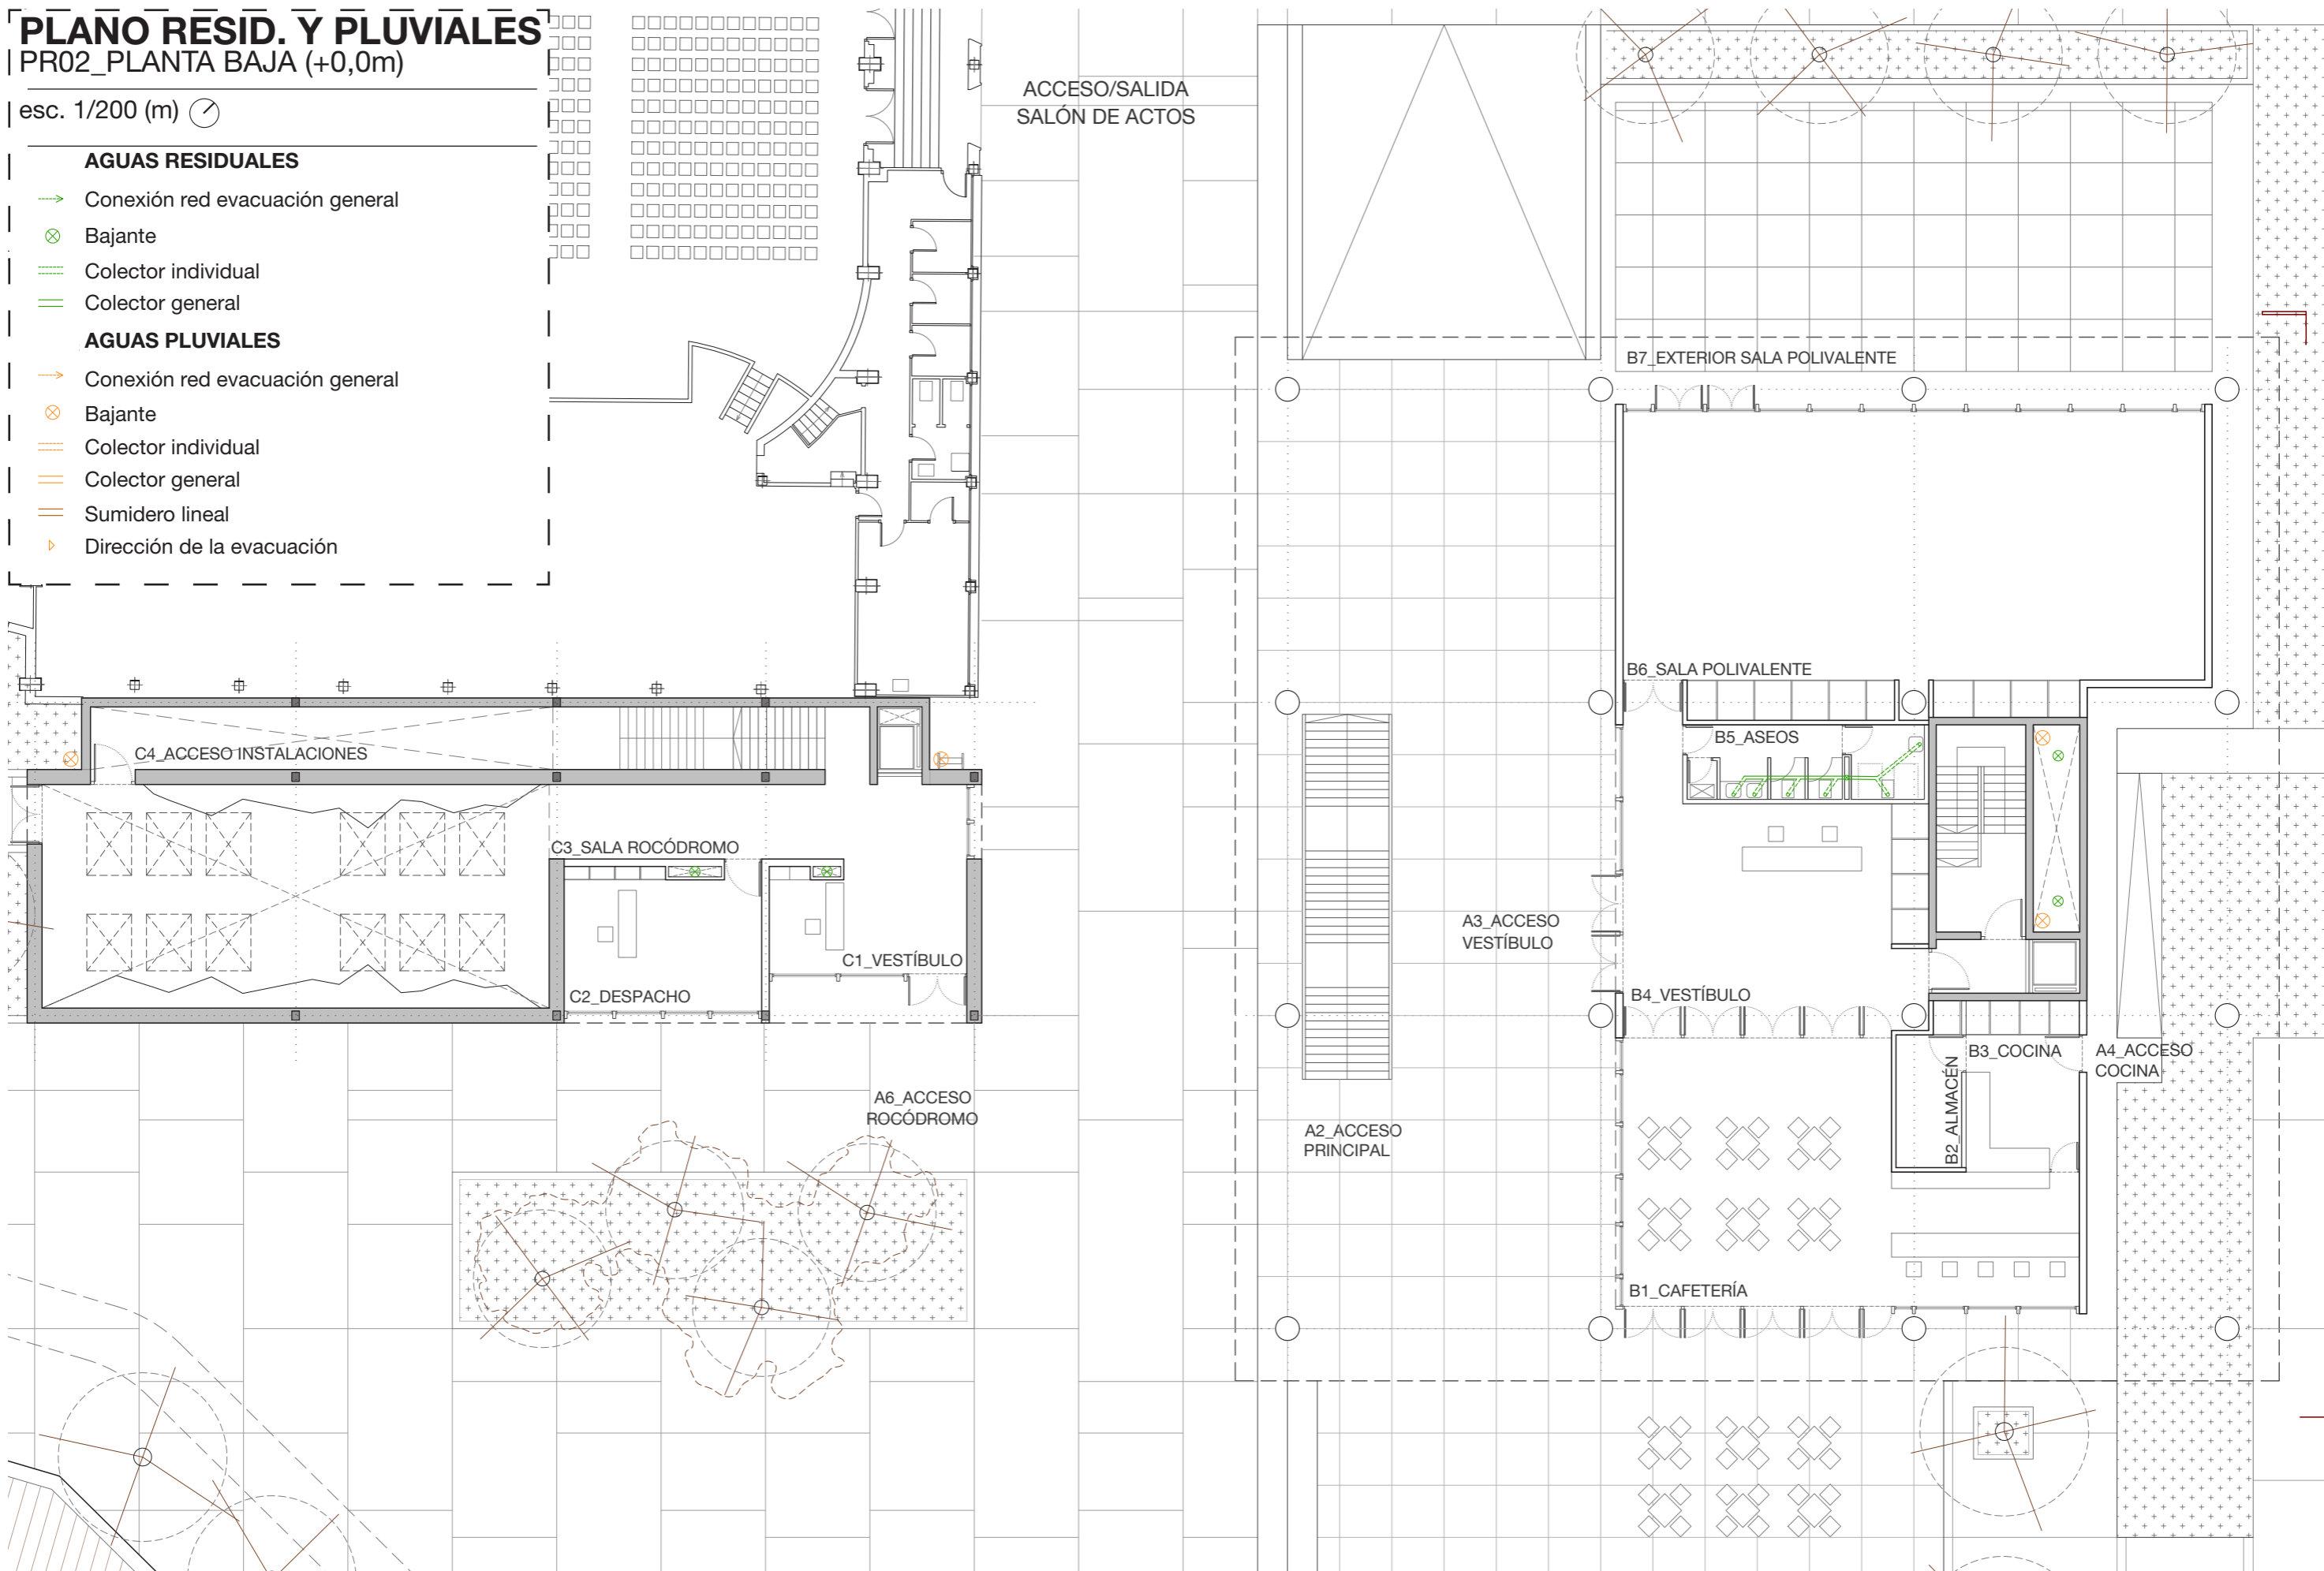 PLANO RESID. Y PLUVIALES
PR02_PLANTA BAJA (+0,0m)
esc. 1/200 (m)
AGUAS RESIDUALES
Conexión red evacuación general
Bajante
Colector individual
Colector general
AGUAS PLUVIALES
Conexión red evacuación general
Bajante
Colector individual
Colector general
Sumidero lineal
Dirección de la evacuación
ACCESO/SALIDA
SALÓN DE ACTOS
B7_EXTERIOR SALA POLIVALENTE
B6_SALA POLIVALENTE
B5_ASEOS
C4_ACCESO INSTALACIONES
C3_SALA ROCÓDROMO
C1_VESTÍBULO
C2_DESPACHO
A3_ACCESO
VESTÍBULO
B4_VESTÍBULO
B3_COCINA
A4_ACCESO
COCINA
B2_ALMACÉN
A6_ACCESO
ROCÓDROMO
A2_ACCESO
PRINCIPAL
B1_CAFETERÍA